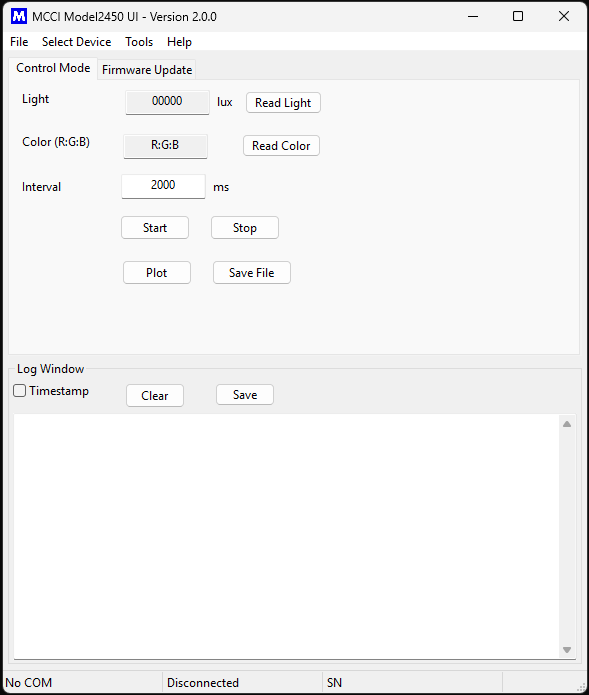 M MCCI Model2450 UI - Version 2.0.0
File Select Device Tools Help
Control Mode Firmware Update
Light 00000 lux Read Light
Color (R:G:B) R:G:B Read Color
Interval 2000 ms
Start Stop
Plot Save File
Log Window
Timestamp Clear Save
No COM Disconnected SN